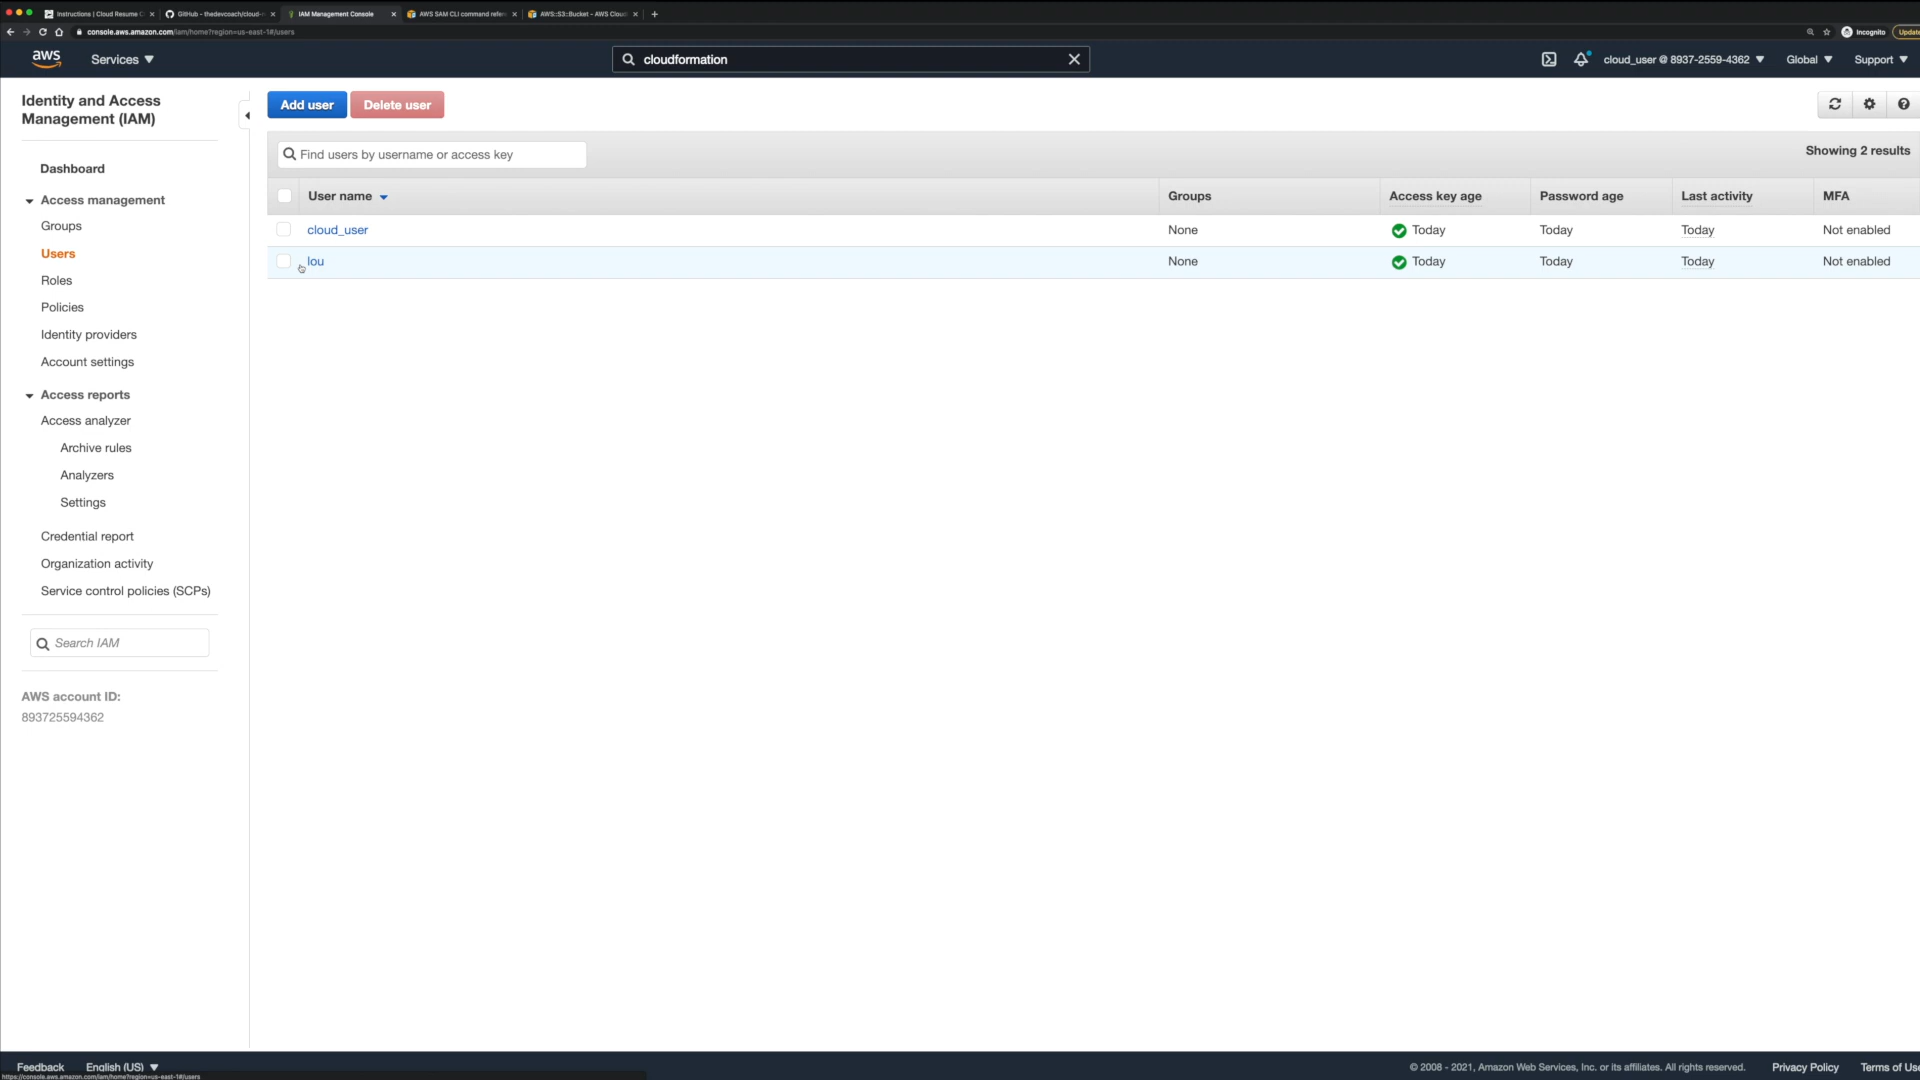 Instructions | Cloud Resume C
GitHub - thedevcoach/cloud-r
IAM Management Console
AWS SAM CLI command refer
AWS::S3::Bucket - AWS Cloud
console.aws.amazon.com/iam/home?region=us-east-1#/users
Incognito
Update
aws
Services
cloudformation
cloud_user @ 8937-2559-4362
Global
Support
Identity and Access
Management (IAM)
Add user
Delete user
Find users by username or access key
Showing 2 results
User name
Groups
Access key age
Password age
Last activity
MFA
cloud_user
None
Today
Today
Today
Not enabled
lou
None
Today
Today
Today
Not enabled
Dashboard
Access management
Groups
Users
Roles
Policies
Identity providers
Account settings
Access reports
Access analyzer
Archive rules
Analyzers
Settings
Credential report
Organization activity
Service control policies (SCPs)
Search IAM
AWS account ID:
893725594362
Feedback
English (US)
© 2008 - 2021, Amazon Web Services, Inc. or its affiliates. All rights reserved.
Privacy Policy
Terms of Use
https://console.aws.amazon.com/iam/home?region=us-east-1#/users